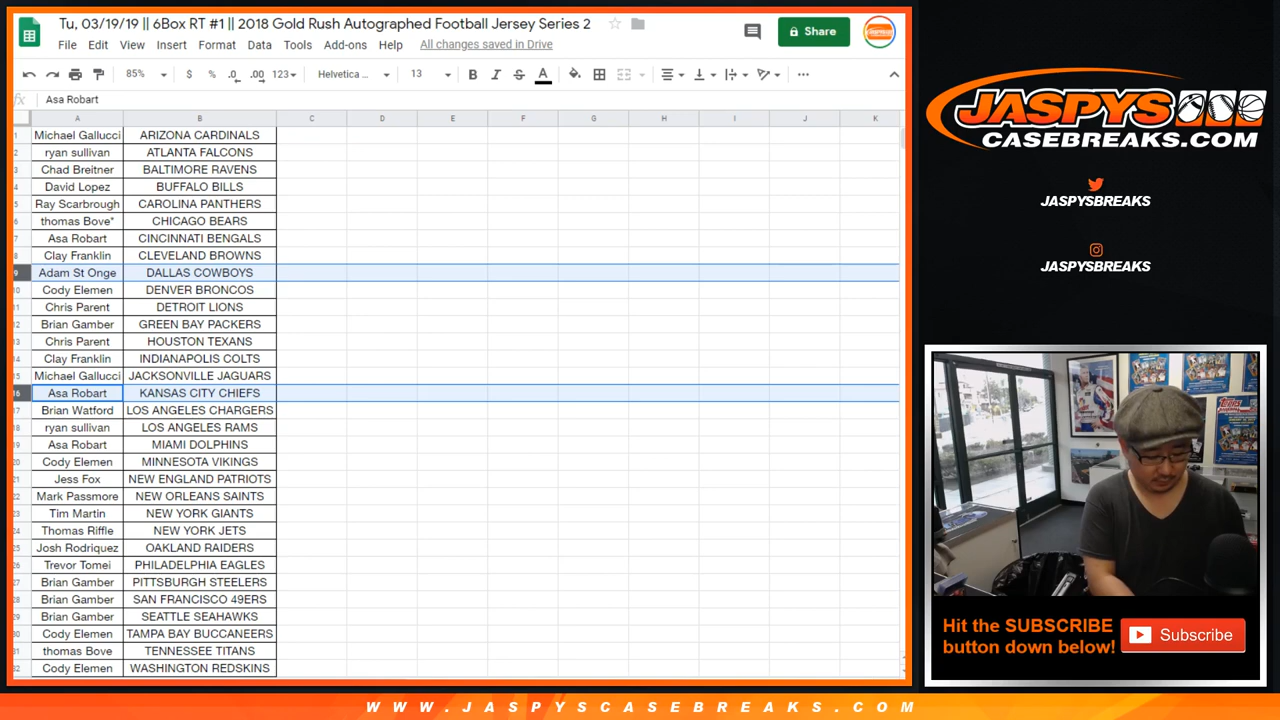 Tu, 03/19/19 || 6Box RT #1 || 2018 Gold Rush Autographed Football Jersey Series 2
Share
File Edit View Insert Format Data Tools Add-ons Help All changes saved in Drive
85% $ % .0 .00 123 Helvetica ... 13 B I S A
fx Asa Robart
A B C D E F G H I J K
1 Michael Gallucci ARIZONA CARDINALS
2 ryan sullivan ATLANTA FALCONS
3 Chad Breitner BALTIMORE RAVENS
4 David Lopez BUFFALO BILLS
5 Ray Scarbrough CAROLINA PANTHERS
6 thomas Bove* CHICAGO BEARS
7 Asa Robart CINCINNATI BENGALS
8 Clay Franklin CLEVELAND BROWNS
9 Adam St Onge DALLAS COWBOYS
10 Cody Elemen DENVER BRONCOS
11 Chris Parent DETROIT LIONS
12 Brian Gamber GREEN BAY PACKERS
13 Chris Parent HOUSTON TEXANS
14 Clay Franklin INDIANAPOLIS COLTS
15 Michael Gallucci JACKSONVILLE JAGUARS
16 Asa Robart KANSAS CITY CHIEFS
17 Brian Watford LOS ANGELES CHARGERS
18 ryan sullivan LOS ANGELES RAMS
19 Asa Robart MIAMI DOLPHINS
20 Cody Elemen MINNESOTA VIKINGS
21 Jess Fox NEW ENGLAND PATRIOTS
22 Mark Passmore NEW ORLEANS SAINTS
23 Tim Martin NEW YORK GIANTS
24 Thomas Riffle NEW YORK JETS
25 Josh Rodriquez OAKLAND RAIDERS
26 Trevor Tomei PHILADELPHIA EAGLES
27 Brian Gamber PITTSBURGH STEELERS
28 Brian Gamber SAN FRANCISCO 49ERS
29 Brian Gamber SEATTLE SEAHAWKS
30 Cody Elemen TAMPA BAY BUCCANEERS
31 thomas Bove TENNESSEE TITANS
32 Cody Elemen WASHINGTON REDSKINS
JASPYS
CASEBREAKS.COM
JASPYSBREAKS
JASPYSBREAKS
Topps
Hit the SUBSCRIBE
button down below!
Subscribe
WWW.JASPYSCASEBREAKS.COM